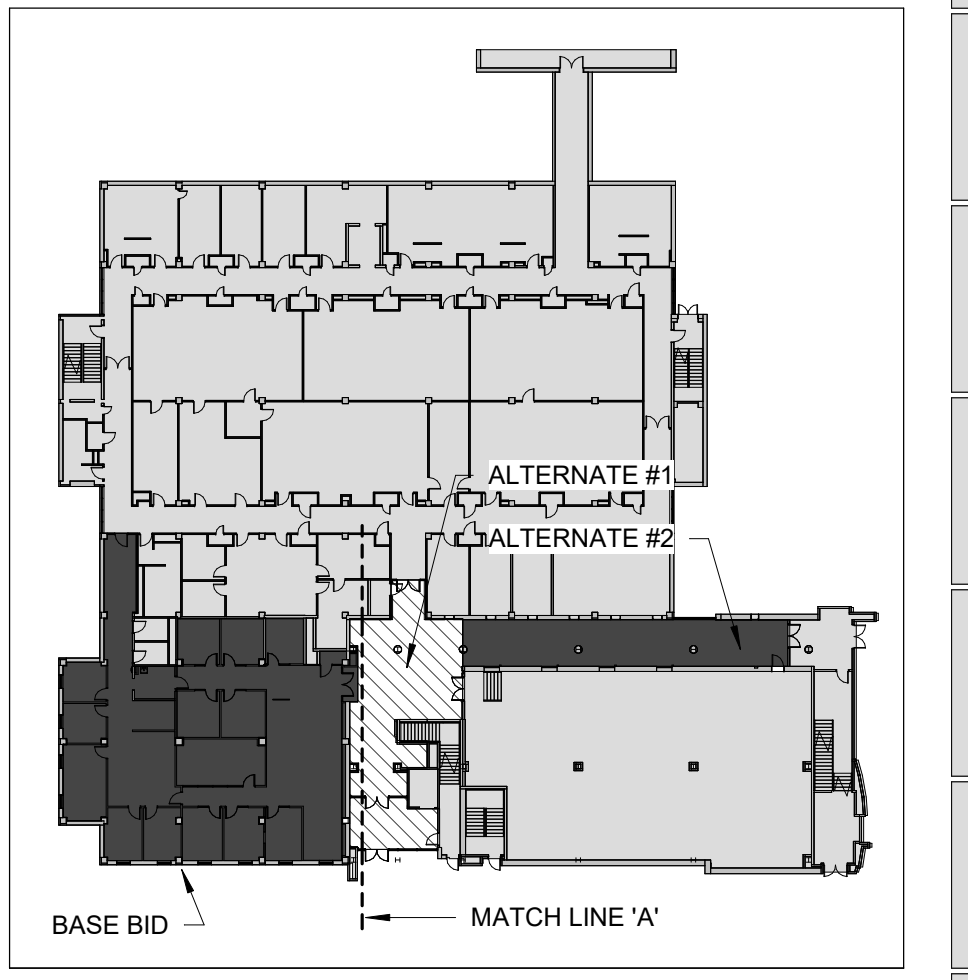 ALTERNATE #1
ALTERNATE #2
BASE BID
MATCH LINE 'A'